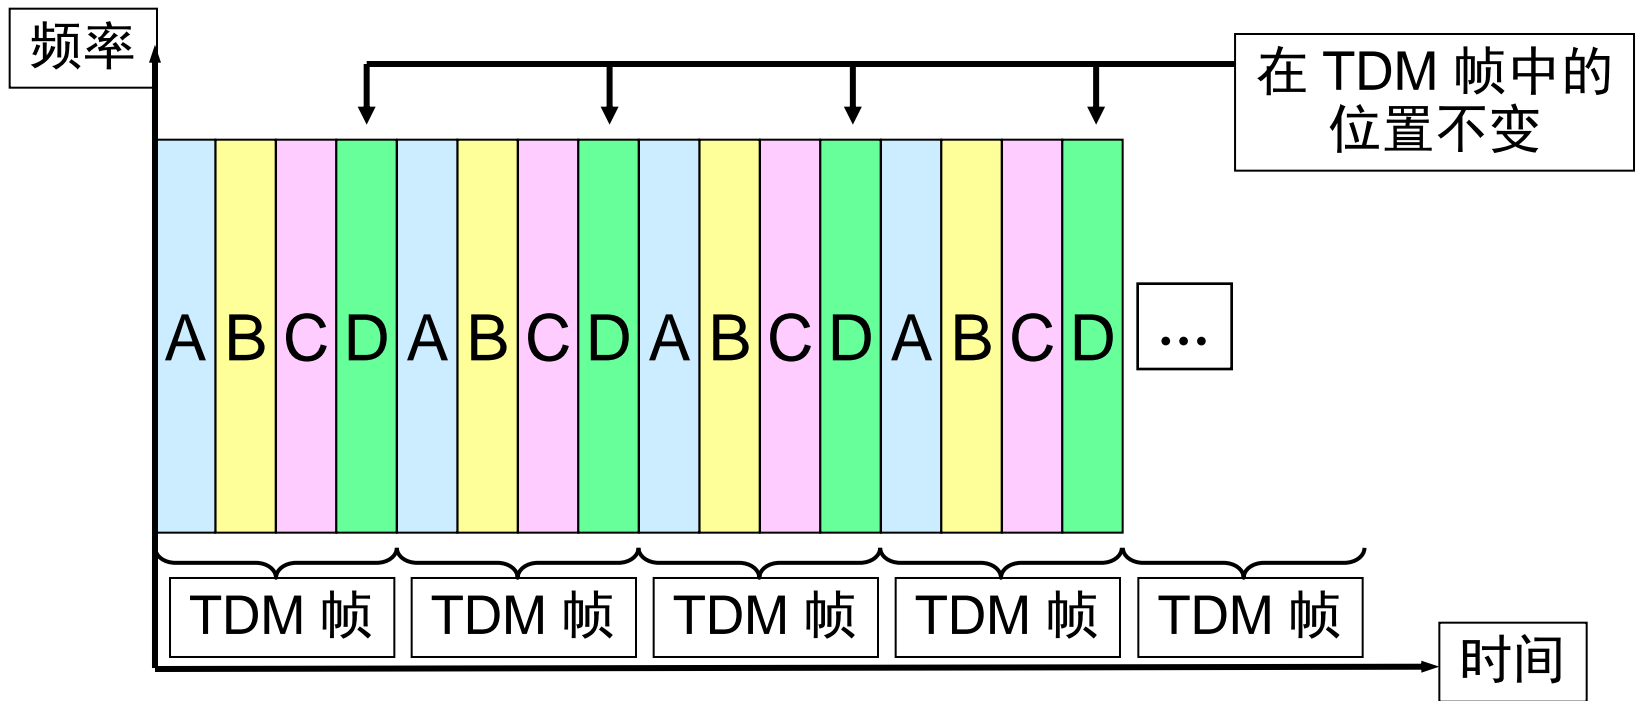 频率
在 TDM 帧中的
位置不变
A B C D A B C D A B C D A B C D …
TDM 帧 TDM 帧 TDM 帧 TDM 帧 TDM 帧
时间